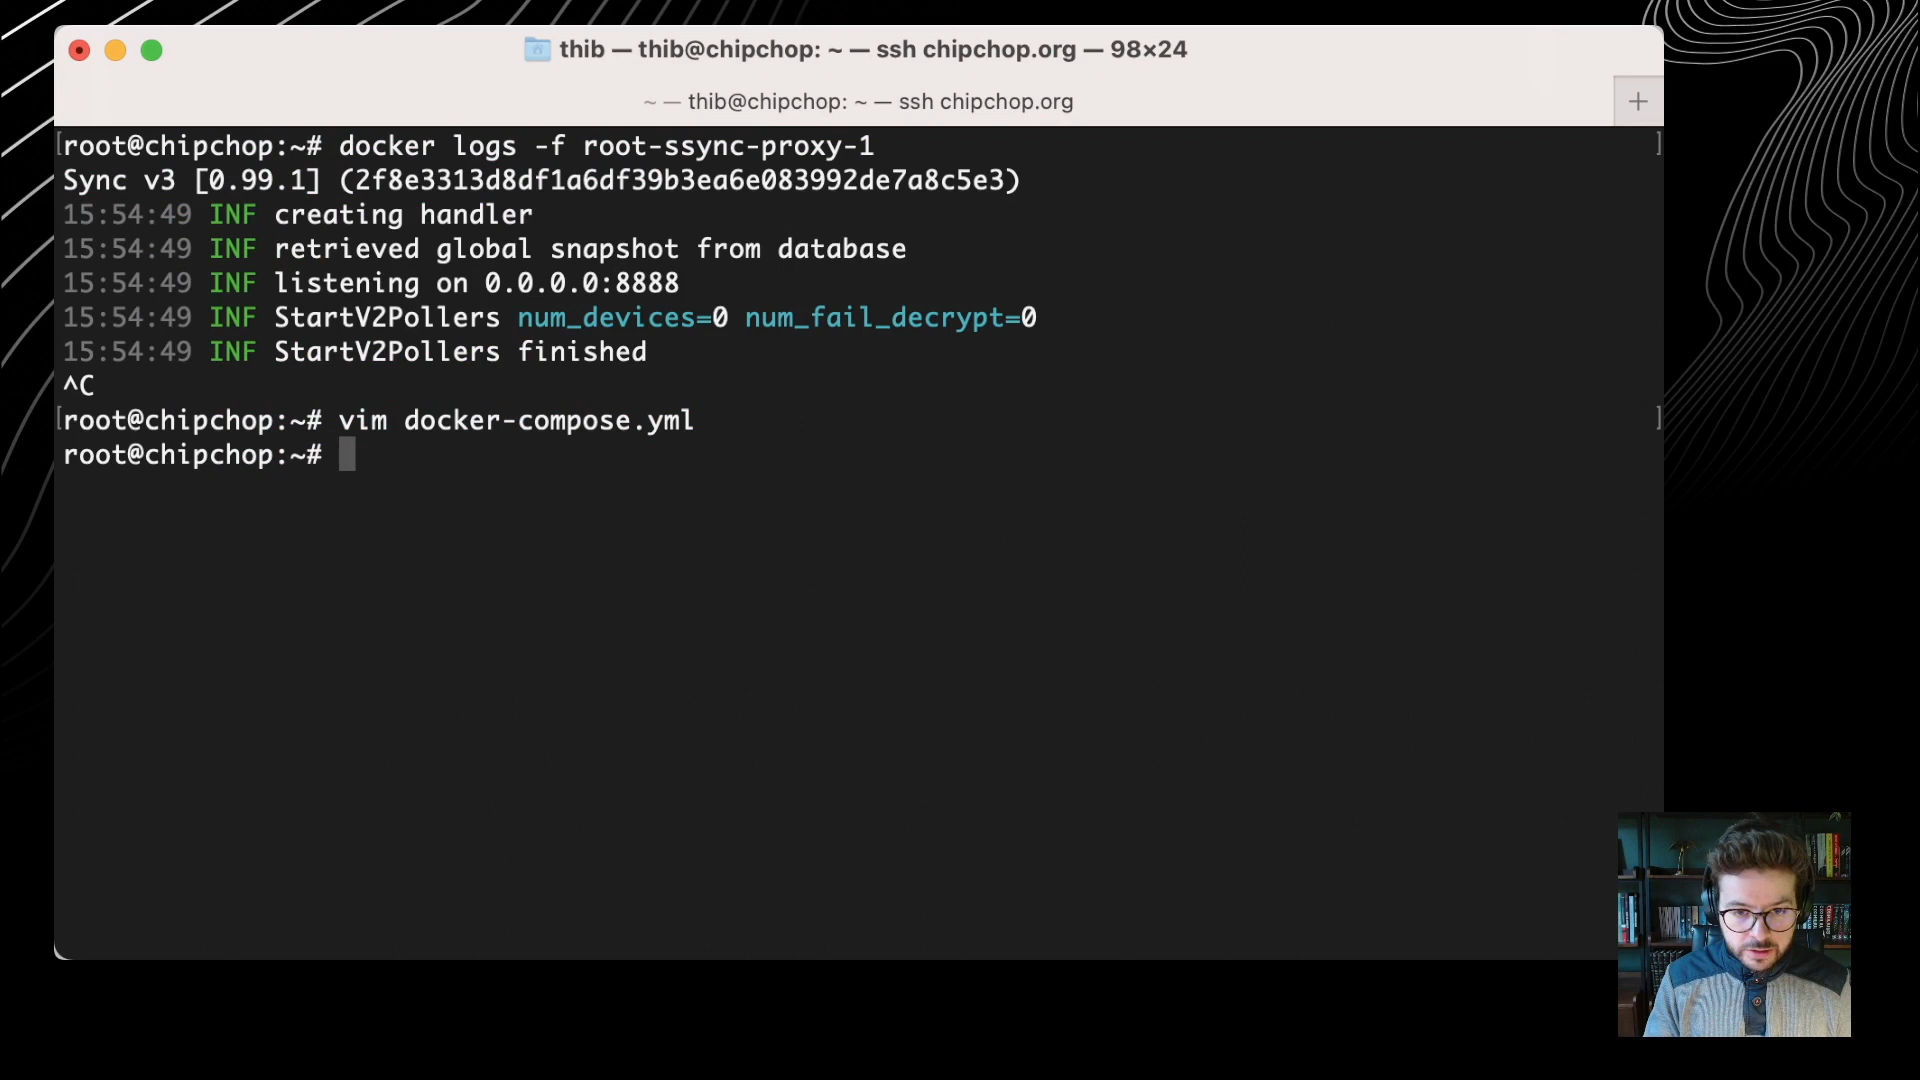 thib — thib@chipchop: ~ — ssh chipchop.org — 98×24
~ — thib@chipchop: ~ — ssh chipchop.org
[root@chipchop:~# docker logs -f root-ssync-proxy-1 ]
Sync v3 [0.99.1] (2f8e3313d8df1a6df39b3ea6e083992de7a8c5e3)
15:54:49 INF creating handler
15:54:49 INF retrieved global snapshot from database
15:54:49 INF listening on 0.0.0.0:8888
15:54:49 INF StartV2Pollers num_devices=0 num_fail_decrypt=0
15:54:49 INF StartV2Pollers finished
^C
[root@chipchop:~# vim docker-compose.yml ]
root@chipchop:~#